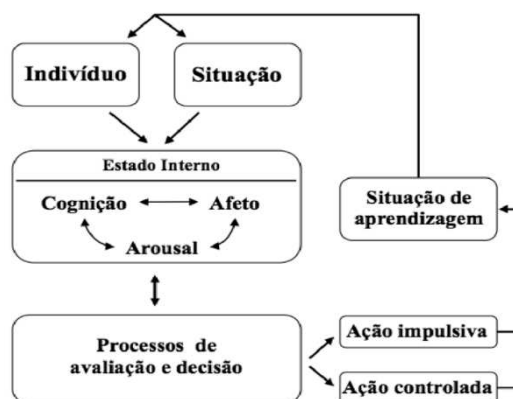 Indivíduo
Situação
Estado Interno
Cognição
Afeto
Arousal
Situação de
aprendizagem
Processos de
avaliação e decisão
Ação impulsiva
Ação controlada